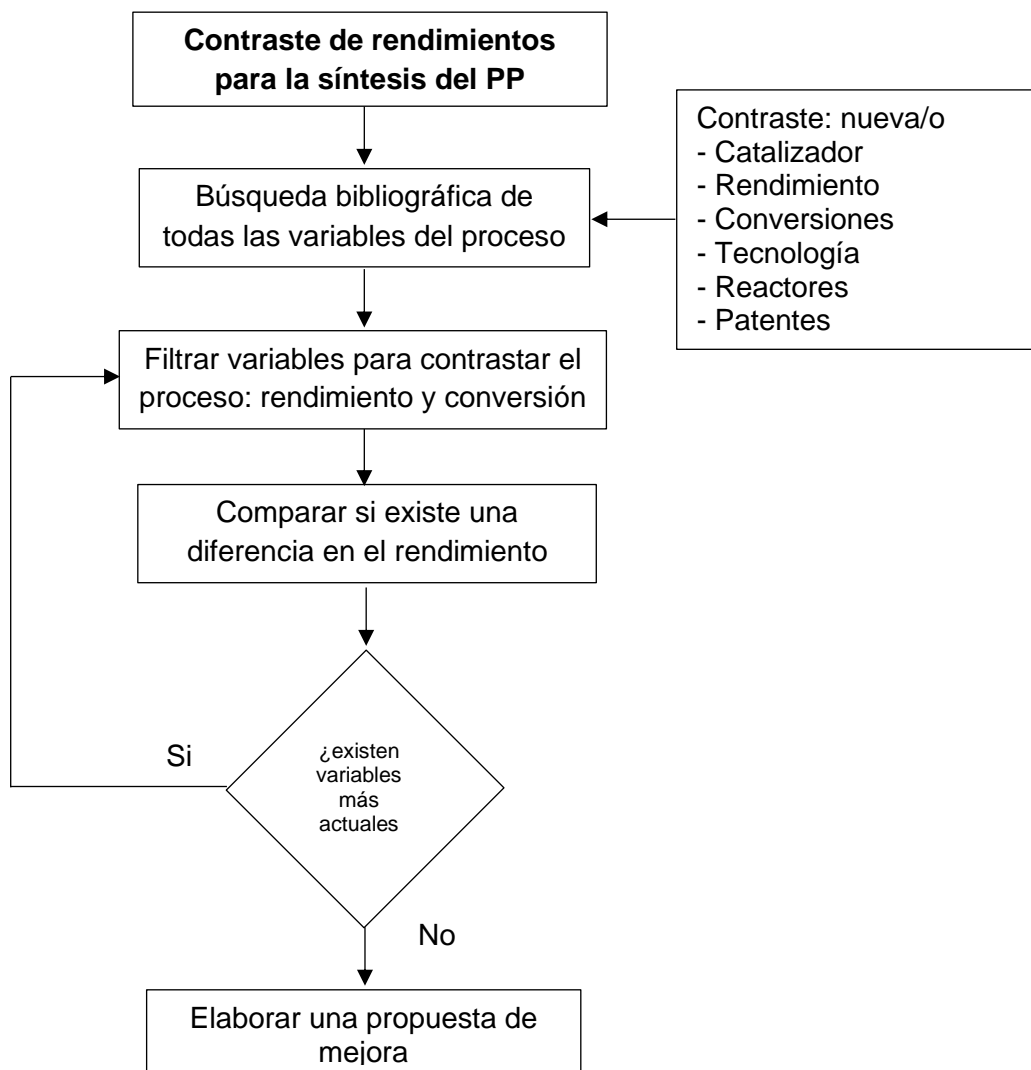 Contraste de rendimientos
para la síntesis del PP
Contraste: nueva/o
- Catalizador
- Rendimiento
- Conversiones
- Tecnología
- Reactores
- Patentes
Búsqueda bibliográfica de
todas las variables del proceso
Filtrar variables para contrastar el
proceso: rendimiento y conversión
Comparar si existe una
diferencia en el rendimiento
¿existen
variables
más
actuales
Si
No
Elaborar una propuesta de
mejora